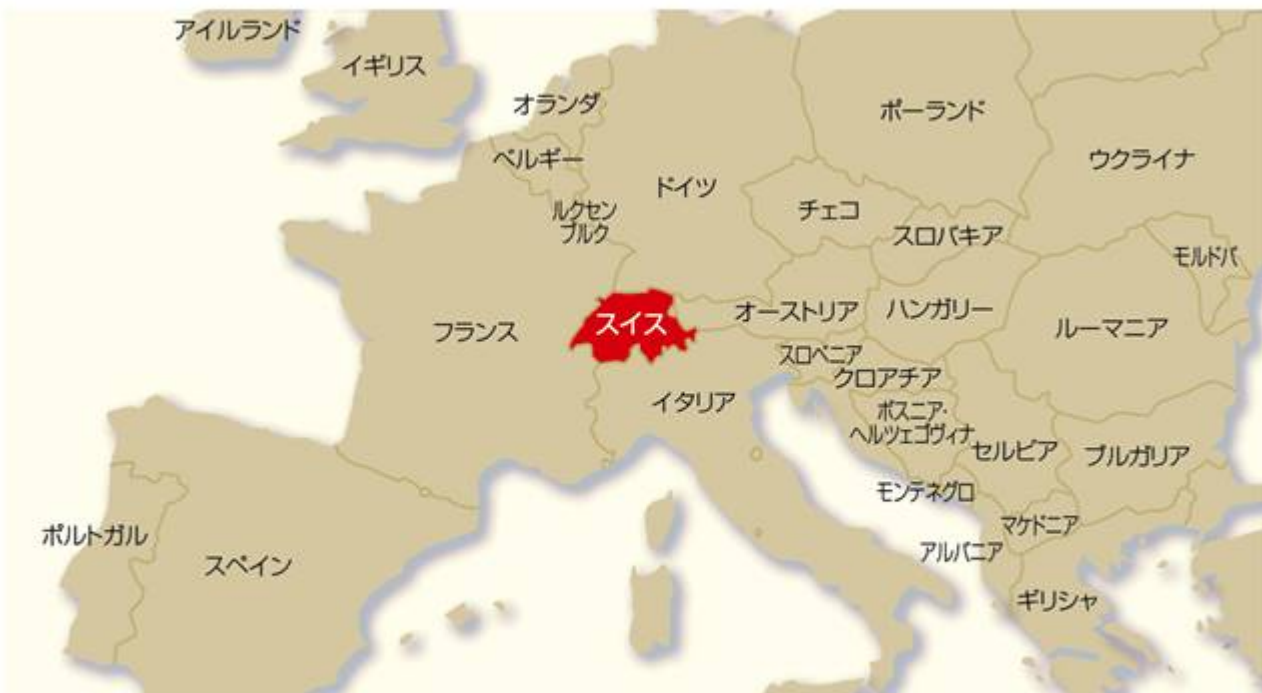 アイルランド
イギリス
オランダ
ポーランド
ベルギー
ウクライナ
ドイツ
チェコ
ルクセン
ブルク
スロバキア
モルドバ
オーストリア
ハンガリー
スイス
フランス
ルーマニア
スロベニア
クロアチア
イタリア
ボスニア・
ヘルツェゴヴィナ
セルビア
ブルガリア
モンテネグロ
マケドニア
ポルトガル
アルバニア
スペイン
ギリシャ